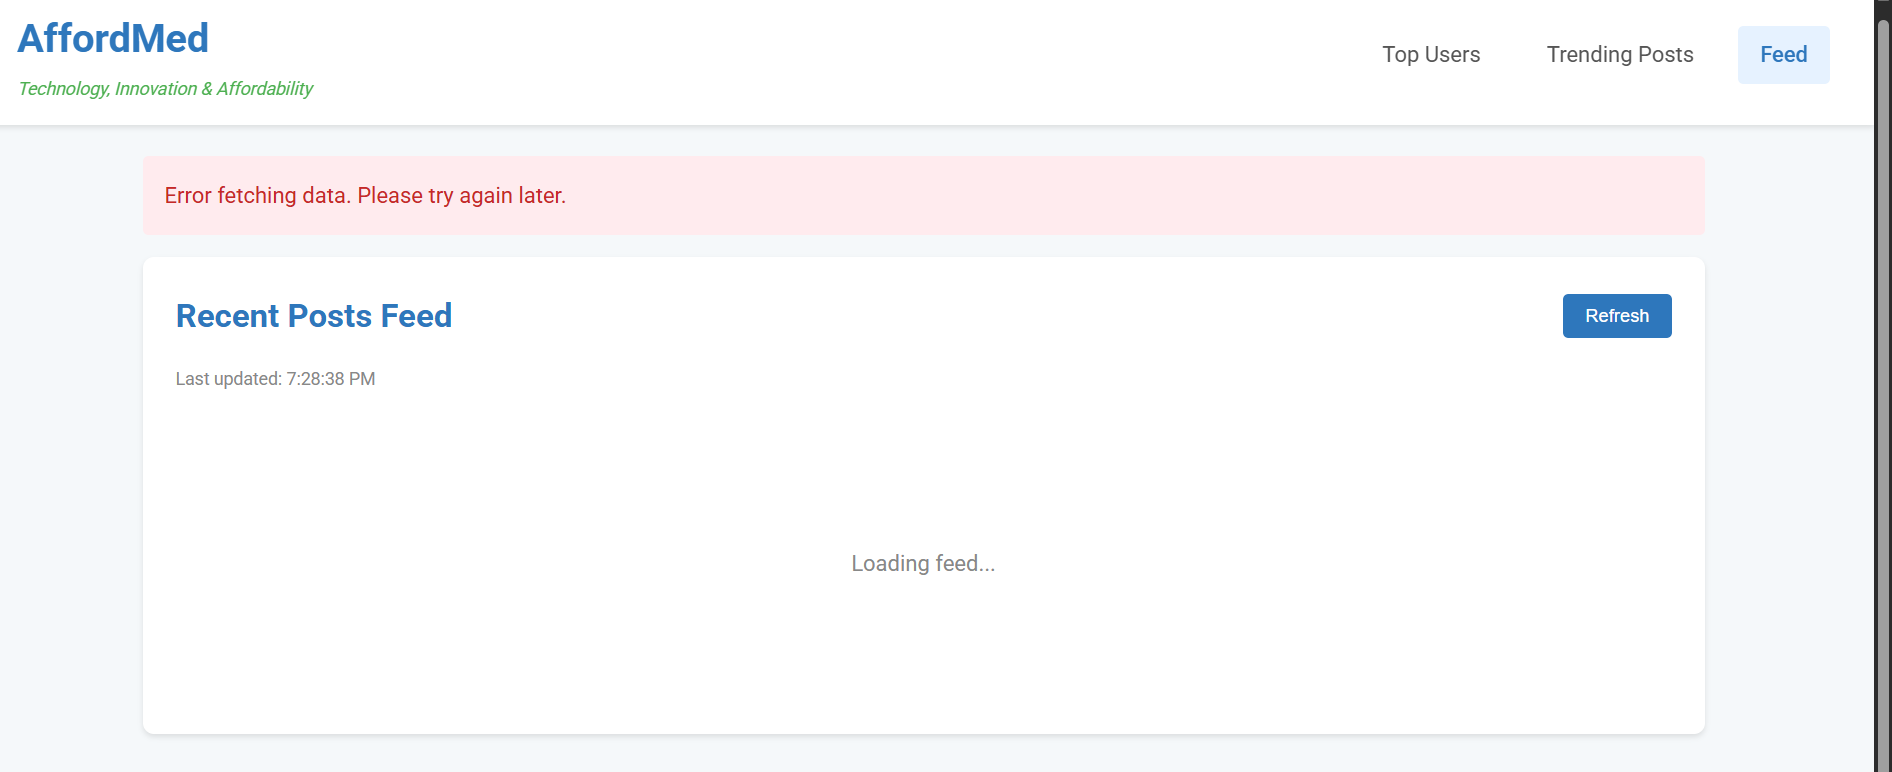 AffordMed
Technology, Innovation & Affordability
Top Users
Trending Posts
Feed
Error fetching data. Please try again later.
Recent Posts Feed
Refresh
Last updated: 7:28:38 PM
Loading feed...